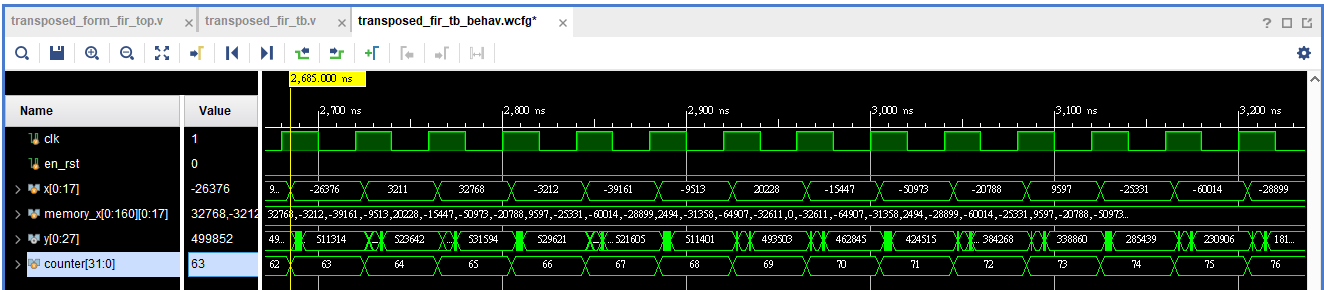 transposed_form_fir_top.v × transposed_fir_tb.v × transposed_fir_tb_behav.wcfg* ×
?
2,685.000 ns
Name Value
2,700 ns 2,800 ns 2,900 ns 3,000 ns 3,100 ns 3,200 ns
clk 1
en_rst 0
x[0:17] -26376 9... -26376 3211 32768 -3212 -39161 -9513 20228 -15447 -50973 -20788 9597 -25331 -60014 -28899
memory_x[0:160][0:17] 32768,-3212 32768,-3212,-39161,-9513,20228,-15447,-50973,-20788,9597,-25331,-60014,-28899,2494,-31358,-64907,-32611,0,-32611,-64907,-31358,2494,-28899,-60014,-25331,9597,-20788,-50973...
y[0:27] 499852 49... 511314 ... 523642 531594 529621 ... 521605 511401 493503 462845 424515 384268 338860 285439 230906 181...
counter[31:0] 63 62 63 64 65 66 67 68 69 70 71 72 73 74 75 76